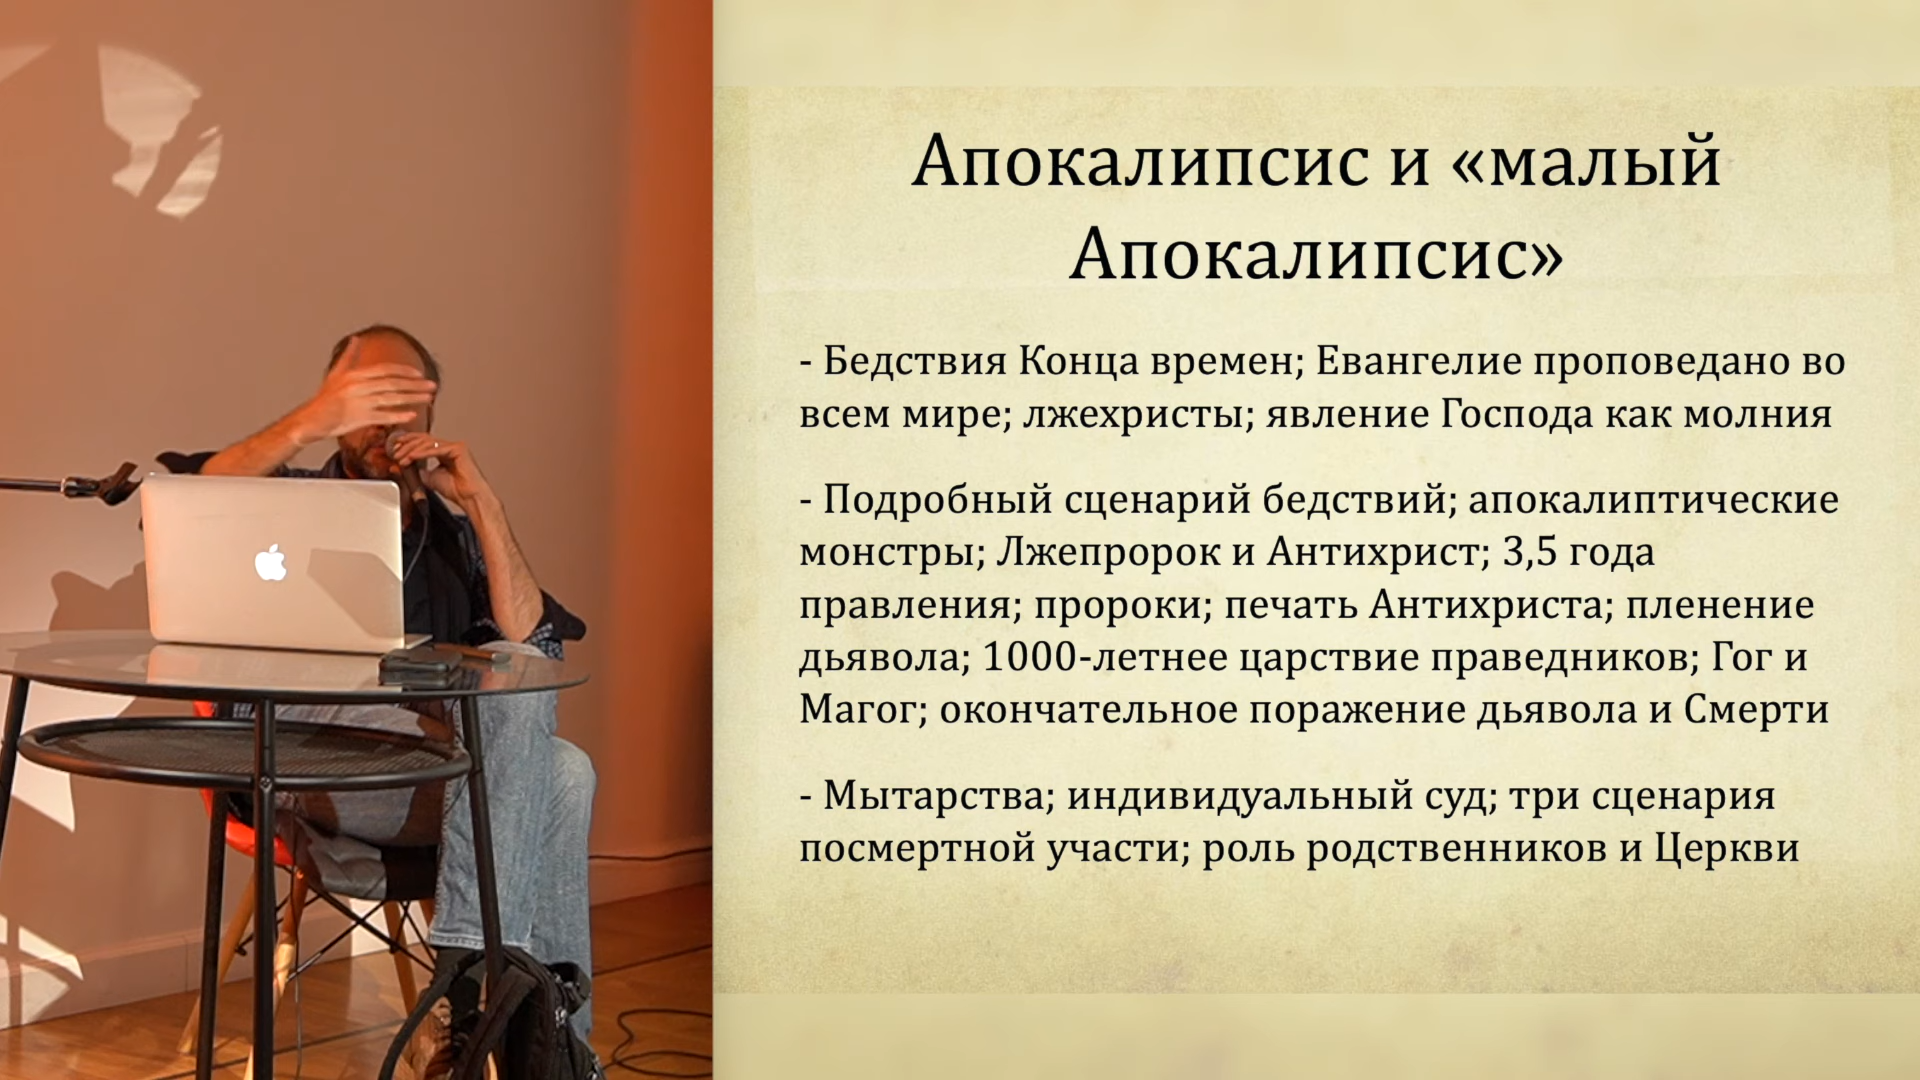 Апокалипсис и «малый
Апокалипсис»
- Бедствия Конца времен; Евангелие проповедано во
всем мире; лжехристы; явление Господа как молния
- Подробный сценарий бедствий; апокалиптические
монстры; Лжепророк и Антихрист; 3,5 года
правления; пророки; печать Антихриста; пленение
дьявола; 1000-летнее царствие праведников; Гог и
Магог; окончательное поражение дьявола и Смерти
- Мытарства; индивидуальный суд; три сценария
посмертной участи; роль родственников и Церкви